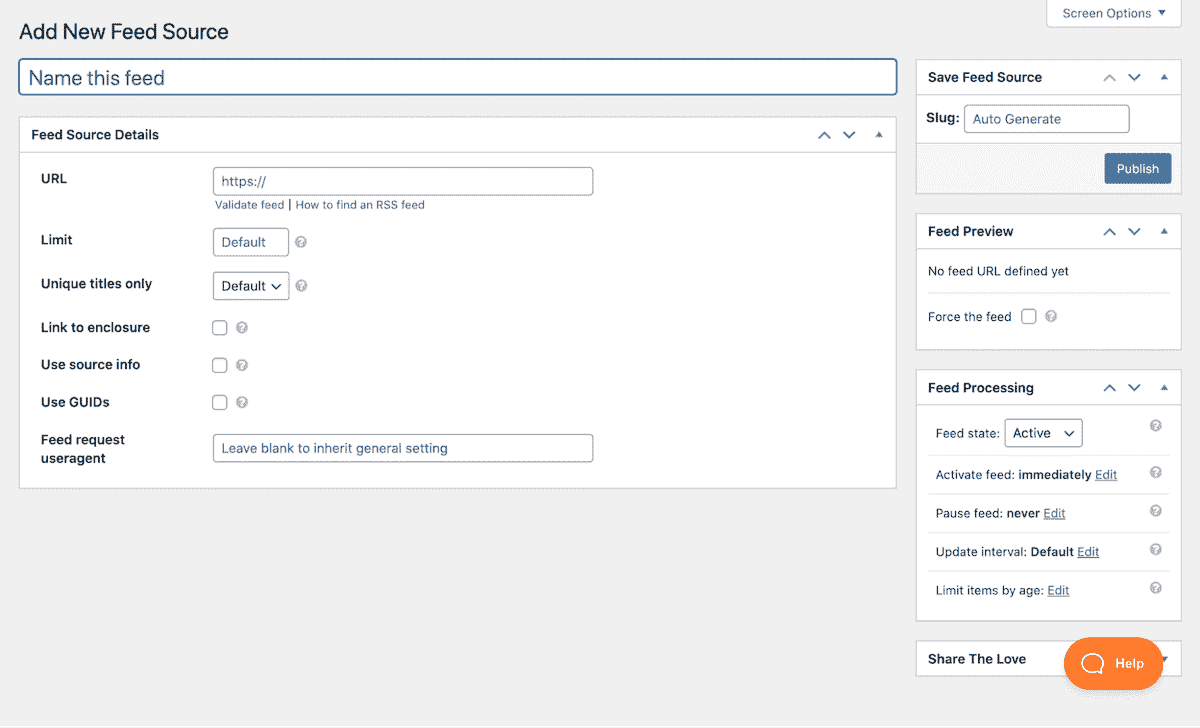 Screen Options
Add New Feed Source
Name this feed
Feed Source Details
URL
https://
Validate feed | How to find an RSS feed
Limit
Default
Unique titles only
Default
Link to enclosure
Use source info
Use GUIDs
Feed request
useragent
Leave blank to inherit general setting
Save Feed Source
Slug: Auto Generate
Publish
Feed Preview
No feed URL defined yet
Force the feed
Feed Processing
Feed state: Active
Activate feed: immediately Edit
Pause feed: never Edit
Update interval: Default Edit
Limit items by age: Edit
Share The Love
Help